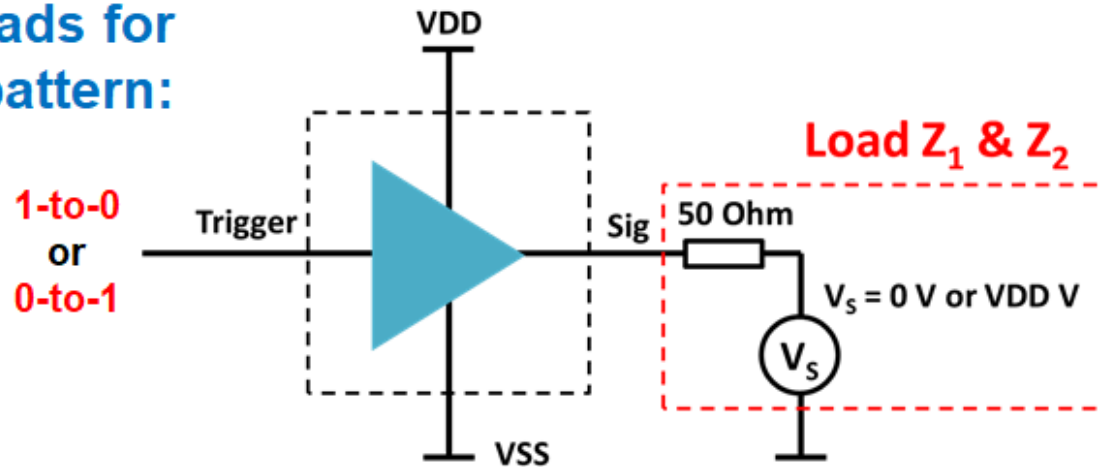 ads for
pattern:
VDD
Load Z₁ & Z₂
1-to-0
or
0-to-1
Trigger
Sig
50 Ohm
Vₛ = 0 V or VDD V
Vₛ
VSS